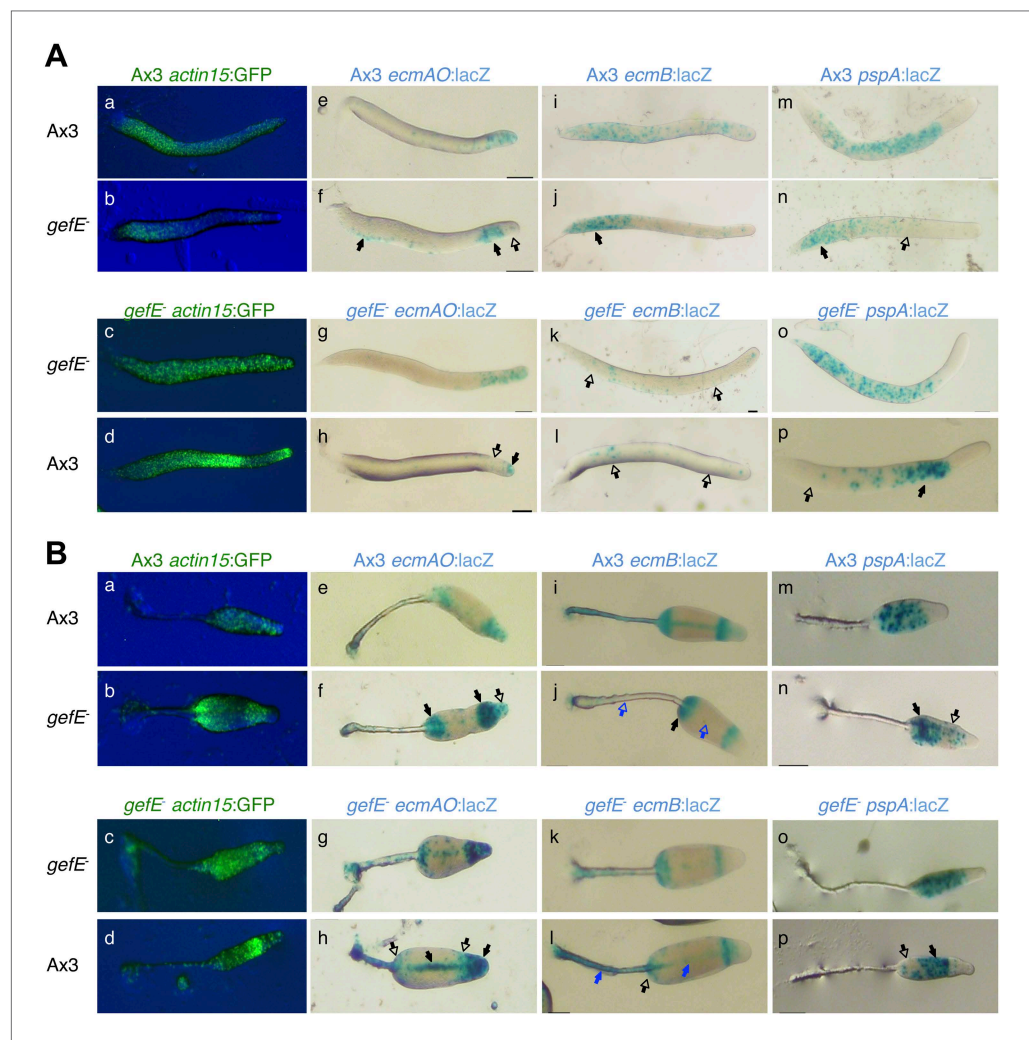 A
Ax3 actin15:GFP Ax3 ecmAO:lacZ Ax3 ecmB:lacZ Ax3 pspA:lacZ
Ax3 a e i m
gefE- b f j n
gefE- actin15:GFP gefE- ecmAO:lacZ gefE- ecmB:lacZ gefE- pspA:lacZ
gefE- c g k o
Ax3 d h l p
B
Ax3 actin15:GFP Ax3 ecmAO:lacZ Ax3 ecmB:lacZ Ax3 pspA:lacZ
Ax3 a e i m
gefE- b f j n
gefE- actin15:GFP gefE- ecmAO:lacZ gefE- ecmB:lacZ gefE- pspA:lacZ
gefE- c g k o
Ax3 d h l p